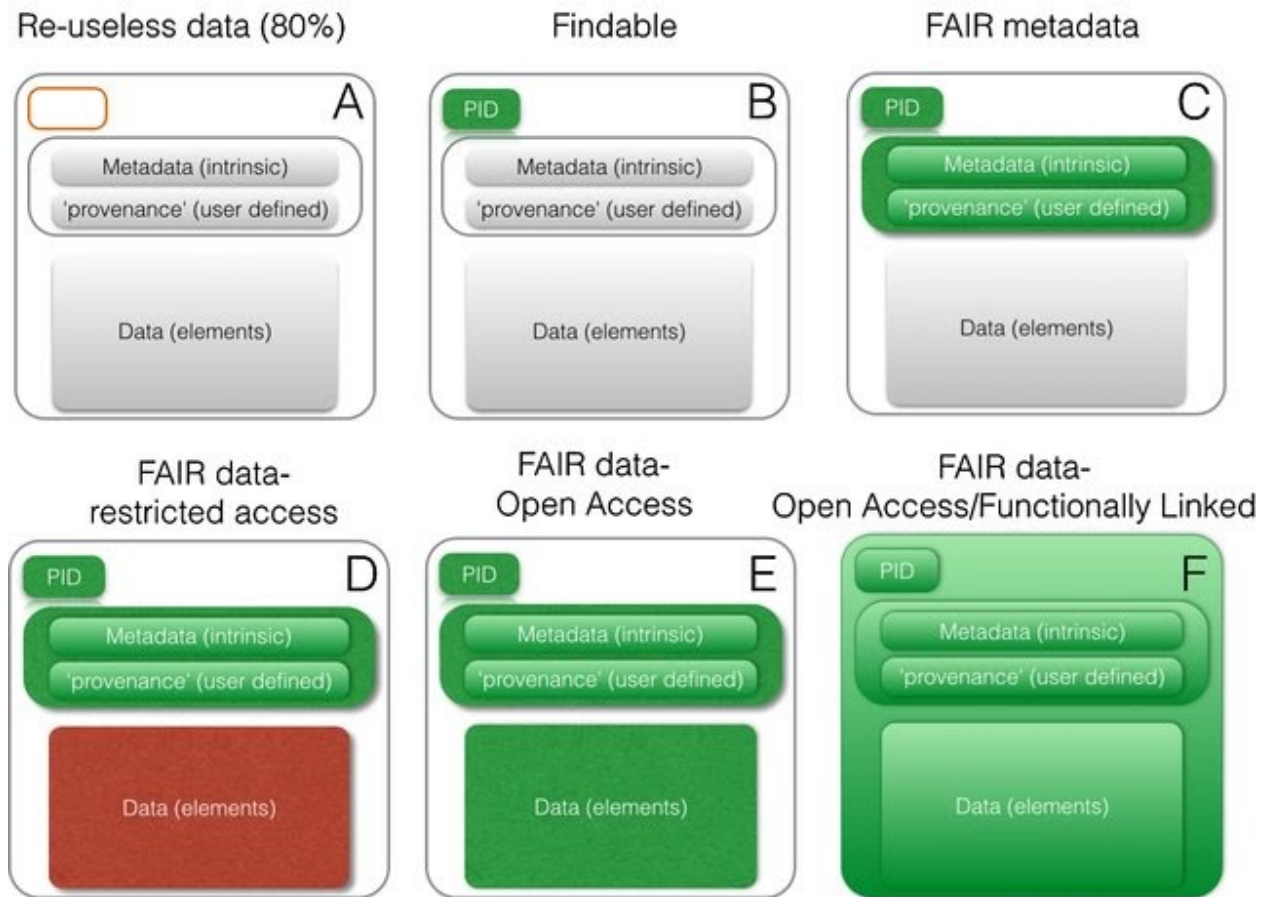 Re-useless data (80%)
Findable
FAIR metadata
A
Metadata (intrinsic)
'provenance' (user defined)
Data (elements)
PID
B
Metadata (intrinsic)
'provenance' (user defined)
Data (elements)
PID
C
Metadata (intrinsic)
'provenance' (user defined)
Data (elements)
FAIR data-
restricted access
FAIR data-
Open Access
FAIR data-
Open Access/Functionally Linked
PID
D
Metadata (intrinsic)
'provenance' (user defined)
Data (elements)
PID
E
Metadata (intrinsic)
'provenance' (user defined)
Data (elements)
PID
F
Metadata (intrinsic)
'provenance' (user defined)
Data (elements)